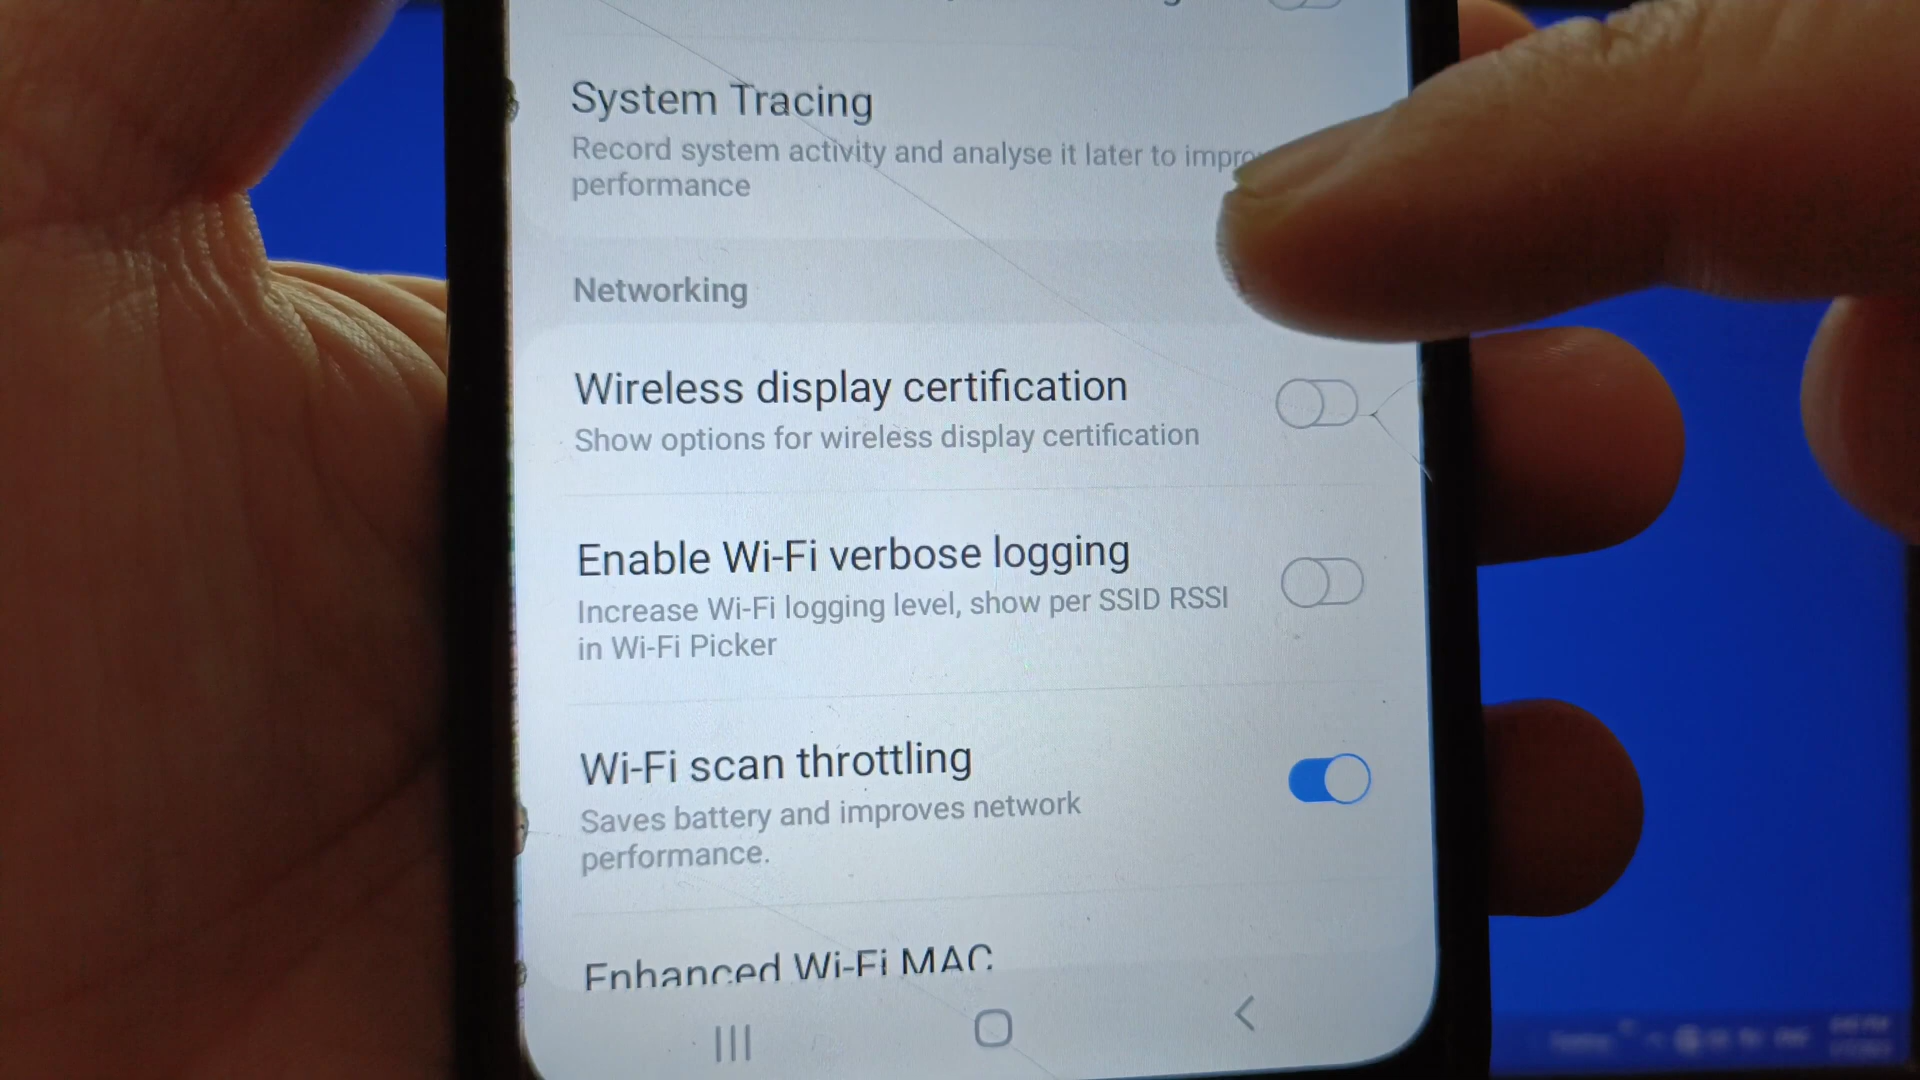 System Tracing
Record system activity and analyse it later to
performance
Networking
Wireless display certification
Show options for wireless display certification
Enable Wi-Fi verbose logging
Increase Wi-Fi logging level, show per SSID RSSI
in Wi-Fi Picker
Wi-Fi scan throttling
Saves battery and improves network
performance.
Enhanced Wi-Fi MAC